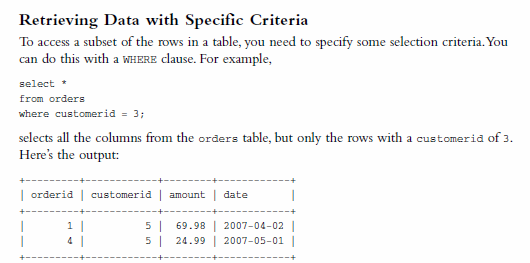 Retrieving Data with Specific Criteria
To access a subset of the rows in a table, you need to specify some selection criteria. You
can do this with a WHERE clause. For example,
select *
from orders
where customerid = 3;
selects all the columns from the orders table, but only the rows with a customerid of 3.
Here's the output:
+---------+------------+--------+------------+
| orderid | customerid | amount | date       |
+---------+------------+--------+------------+
|       1 |          5 |  69.98 | 2007-04-02 |
|       4 |          5 |  24.99 | 2007-05-01 |
+---------+------------+--------+------------+